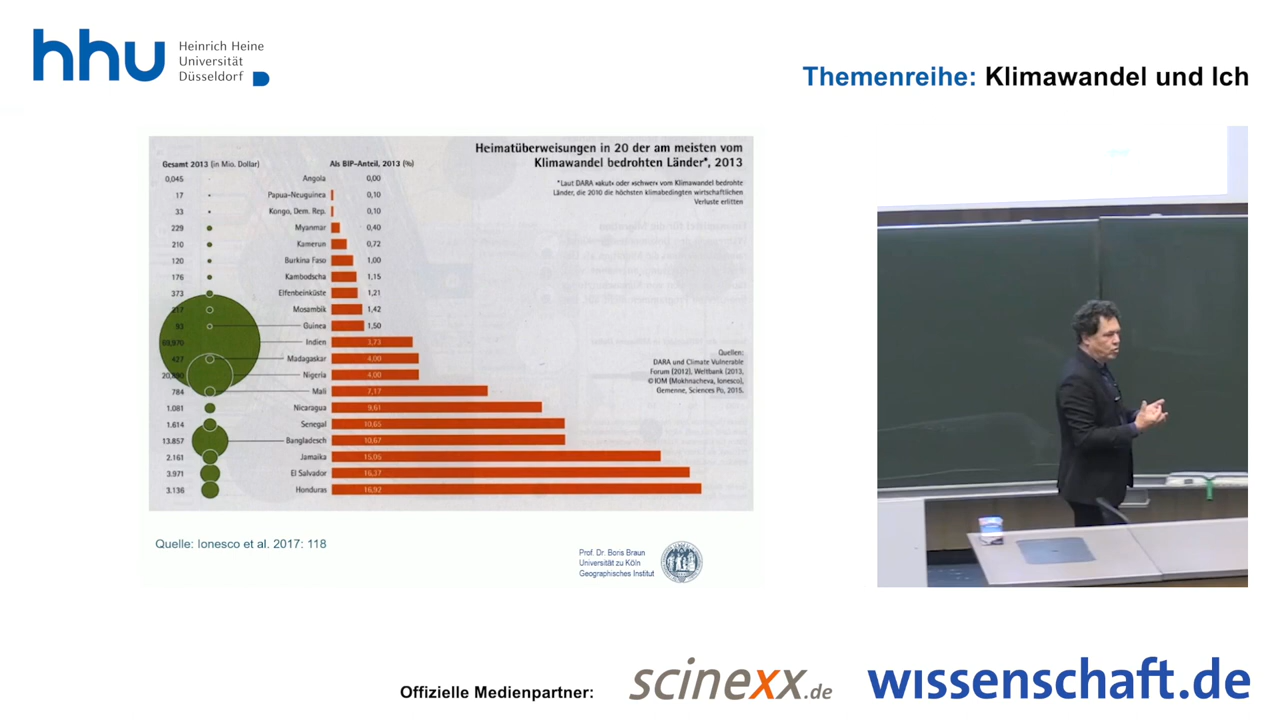 hhu Heinrich Heine
Universität
Düsseldorf
Themenreihe: Klimawandel und Ich
Heimatüberweisungen in 20 der am meisten vom
Klimawandel bedrohten Länder*, 2013
*Laut DARA «akut» oder «schwer» vom Klimawandel bedrohte
Länder, die 2010 die höchsten klimabedingten wirtschaftlichen
Verluste erlitten
Gesamt 2013 (in Mio. Dollar) Als BIP-Anteil, 2013 (%)
0,045 Angola 0,00
17 Papua-Neuguinea 0,10
33 Kongo, Dem. Rep. 0,10
229 Myanmar 0,40
210 Kamerun 0,72
120 Burkina Faso 1,00
176 Kambodscha 1,15
373 Elfenbeinküste 1,21
217 Mosambik 1,42
93 Guinea 1,50
69,970 Indien 3,73
427 Madagaskar 4,00
Nigeria 4,00
784 Mali 7,17
1.081 Nicaragua 9,61
1.614 Senegal 10,65
13.857 Bangladesch 10,67
2.161 Jamaika 15,05
3.971 El Salvador 16,37
3.136 Honduras 16,92
Quellen:
DARA und Climate Vulnerable
Forum (2012), Weltbank (2013,
©IOM (Mokhnacheva, Ionesco),
Gemenne, Sciences Po, 2015.
Quelle: Ionesco et al. 2017: 118
Prof. Dr. Boris Braun
Universität zu Köln
Geographisches Institut
Offizielle Medienpartner: scinexx.de wissenschaft.de